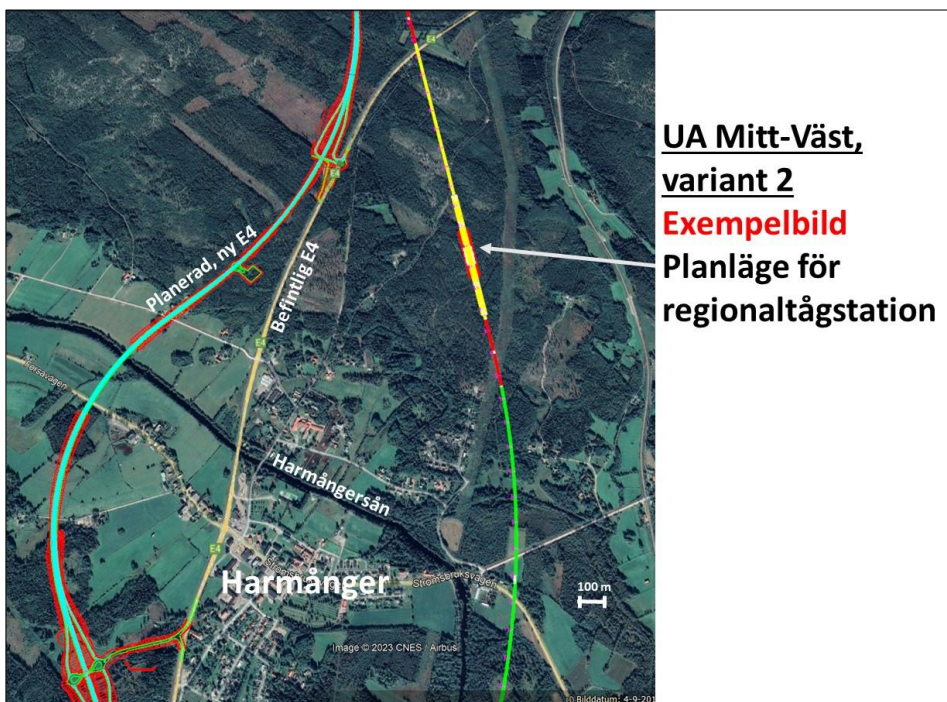 UA Mitt-Väst,
variant 2
Exempelbild
Planläge för
regionaltågstation
E4
E4
Planerad, ny E4
Befintlig E4
E4
Harmångersån
E4
Harmånger
Strömsbruksvägen
100 m
Image © 2023 CNES / Airbus